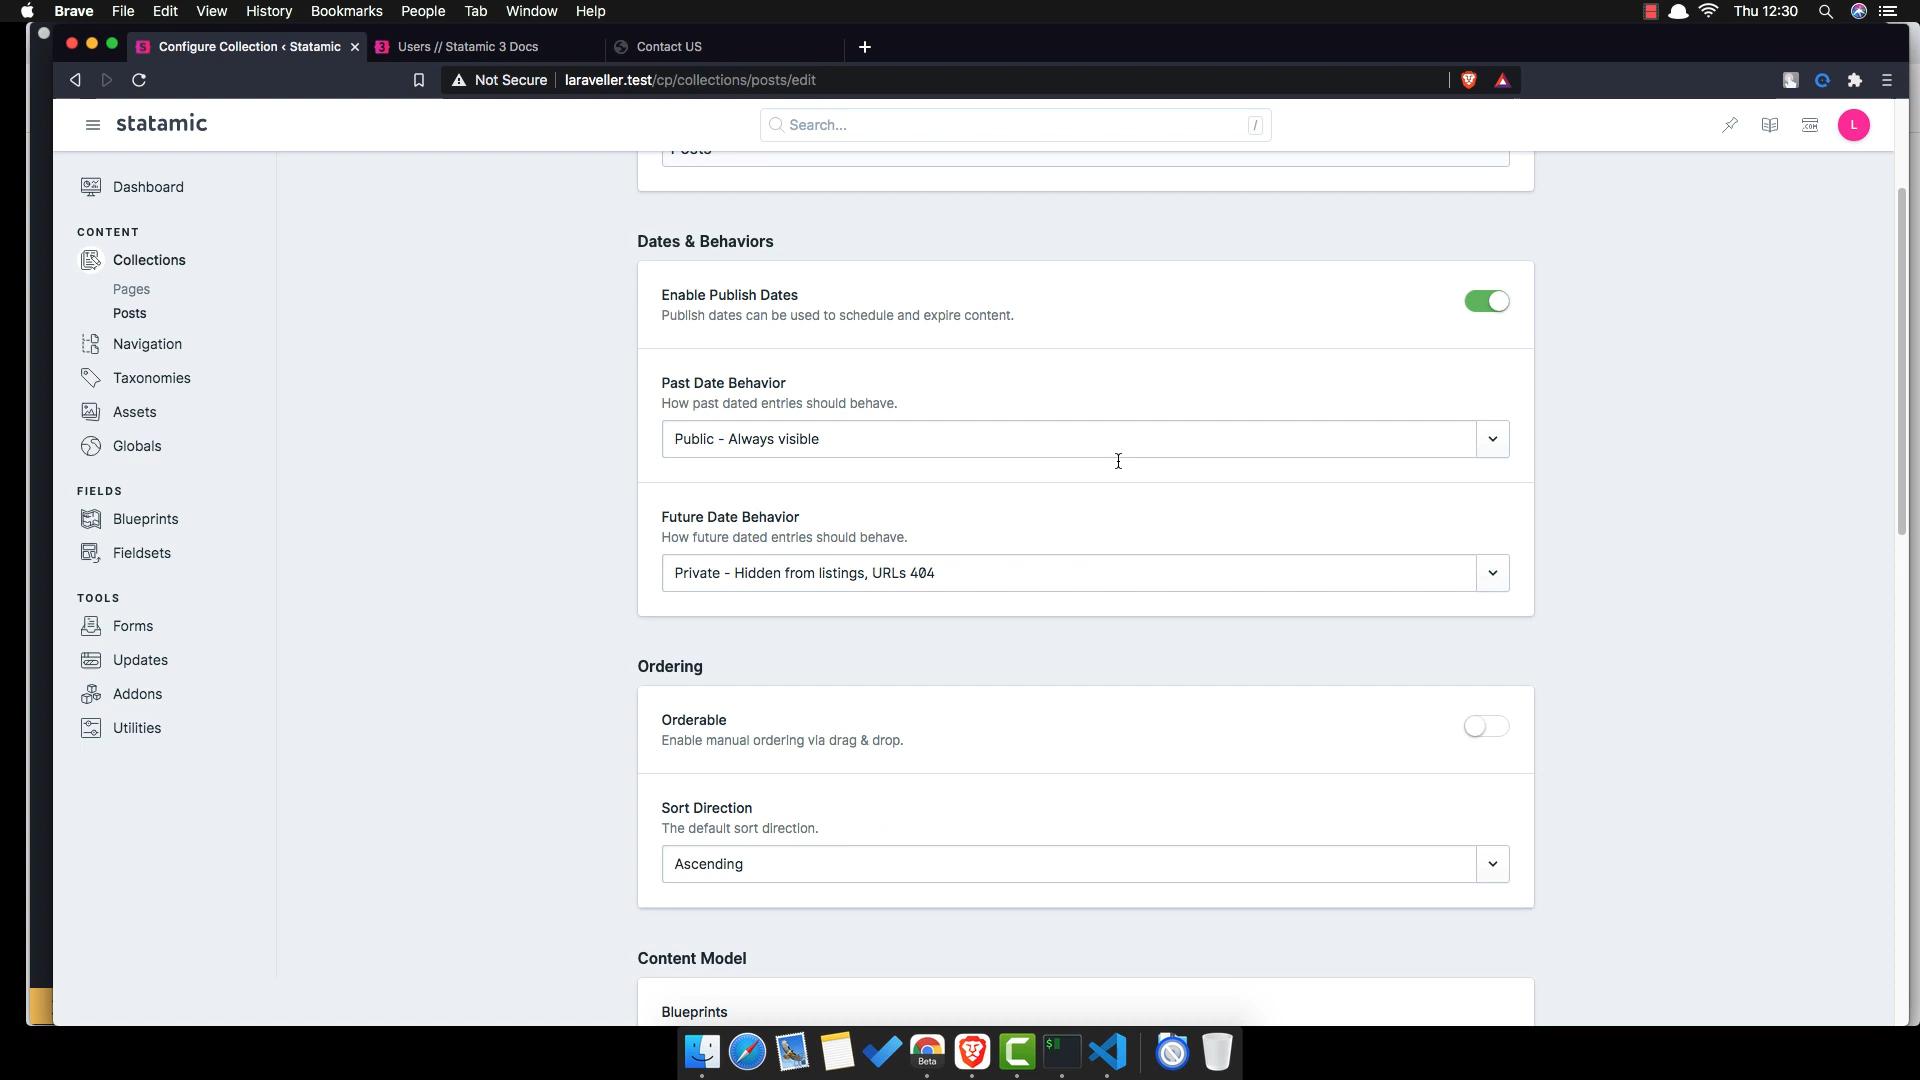 Brave File Edit View History Bookmarks People Tab Window Help Thu 12:30
Configure Collection ‹ Statamic Users // Statamic 3 Docs Contact US
Not Secure laraveller.test/cp/collections/posts/edit
statamic Search... / .COM L
Posts
Dashboard
CONTENT
Collections
Pages
Posts
Navigation
Taxonomies
Assets
Globals
FIELDS
Blueprints
Fieldsets
TOOLS
Forms
Updates
Addons
Utilities
Dates & Behaviors
Enable Publish Dates
Publish dates can be used to schedule and expire content.
Past Date Behavior
How past dated entries should behave.
Public - Always visible
Future Date Behavior
How future dated entries should behave.
Private - Hidden from listings, URLs 404
Ordering
Orderable
Enable manual ordering via drag & drop.
Sort Direction
The default sort direction.
Ascending
Content Model
Blueprints
Beta
$